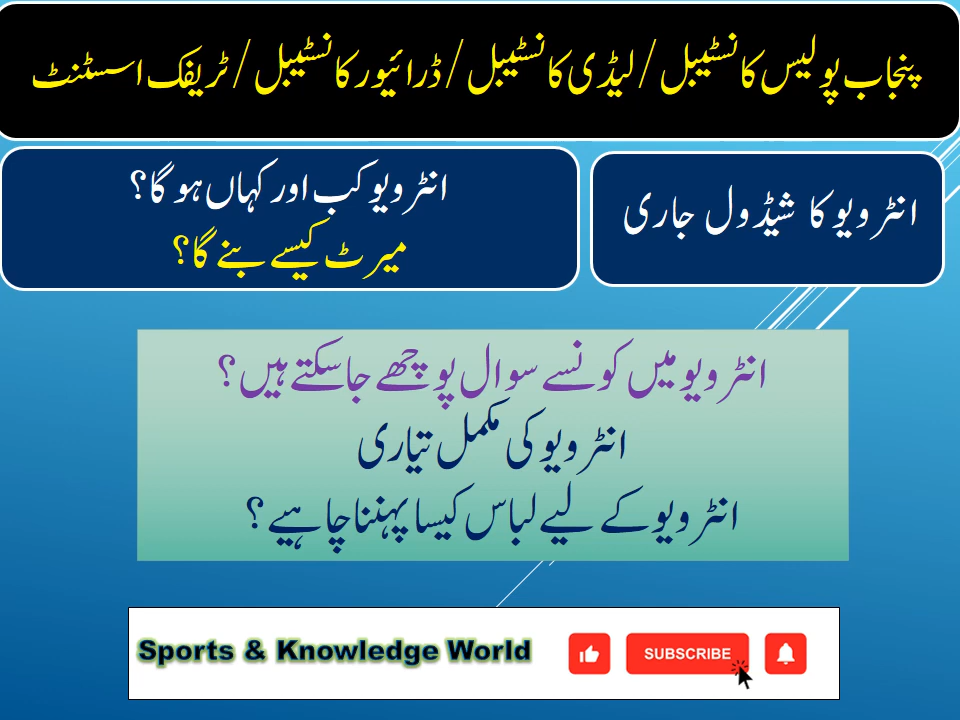 پنجاب پولیس کانسٹیبل/لیڈی کانسٹیبل/ڈرائیور کانسٹیبل/ٹریفک اسسٹنٹ
انٹرویو کا شیڈول جاری
انٹرویو کب اور کہاں ہو گا؟
میرٹ کیسے بنے گا؟
انٹرویو میں کونسے سوال پوچھے جا سکتے ہیں؟
انٹرویو کی مکمل تیاری
انٹرویو کے لیے لباس کیسا پہننا چاہیے؟
Sports & Knowledge World
SUBSCRIBE